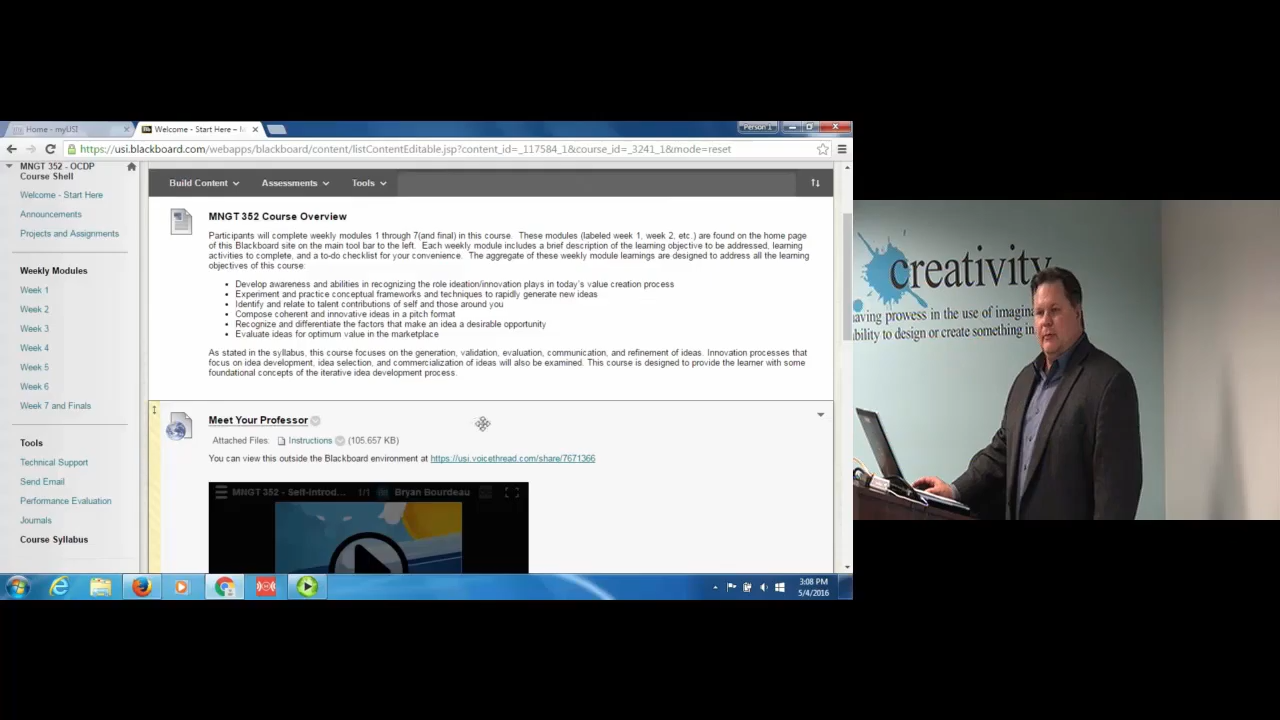 Home - myUSI
Welcome - Start Here – M
Person 1
https://usi.blackboard.com/webapps/blackboard/content/listContentEditable.jsp?content_id=_117584_1&course_id=_3241_1&mode=reset
MNGT 352 - OCDP
Course Shell
Welcome - Start Here
Announcements
Projects and Assignments
Weekly Modules
Week 1
Week 2
Week 3
Week 4
Week 5
Week 6
Week 7 and Finals
Tools
Technical Support
Send Email
Performance Evaluation
Journals
Course Syllabus
Build Content
Assessments
Tools
MNGT 352 Course Overview
Participants will complete weekly modules 1 through 7(and final) in this course. These modules (labeled week 1, week 2, etc.) are found on the home page
of this Blackboard site on the main tool bar to the left. Each weekly module includes a brief description of the learning objective to be addressed, learning
activities to complete, and a to-do checklist for your convenience. The aggregate of these weekly module learnings are designed to address all the learning
objectives of this course:
• Develop awareness and abilities in recognizing the role ideation/innovation plays in today's value creation process
• Experiment and practice conceptual frameworks and techniques to rapidly generate new ideas
• Identify and relate to talent contributions of self and those around you
• Compose coherent and innovative ideas in a pitch format
• Recognize and differentiate the factors that make an idea a desirable opportunity
• Evaluate ideas for optimum value in the marketplace
As stated in the syllabus, this course focuses on the generation, validation, evaluation, communication, and refinement of ideas. Innovation processes that
focus on idea development, idea selection, and commercialization of ideas will also be examined. This course is designed to provide the learner with some
foundational concepts of the iterative idea development process.
Meet Your Professor
Attached Files: Instructions (105.657 KB)
You can view this outside the Blackboard environment at https://usi.voicethread.com/share/7671366
MNGT 352 - Self-Introd... 1/1 Bryan Bourdeau
3:08 PM
5/4/2016
creativity
having prowess in the use of imagina
ability to design or create something in